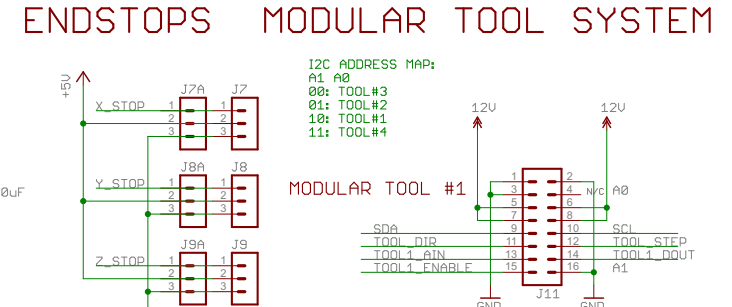 ENDSTOPS MODULAR TOOL SYSTEM
I2C ADDRESS MAP:
A1 A0
00: TOOL#3
01: TOOL#2
10: TOOL#1
11: TOOL#4
+5V
J7A J7
X_STOP 1 1
2 2
3 3
J8A J8
Y_STOP 1 1
2 2
3 3
J9A J9
Z_STOP 1 1
2 2
3 3
0uF
MODULAR TOOL #1
12V 12V
1 2
3 4 N/C A0
5 6
7 8
SDA 9 10 SCL
TOOL_DIR 11 12 TOOL_STEP
TOOL1_AIN 13 14 TOOL1_DOUT
TOOL1_ENABLE 15 16 A1
J11
GND GND